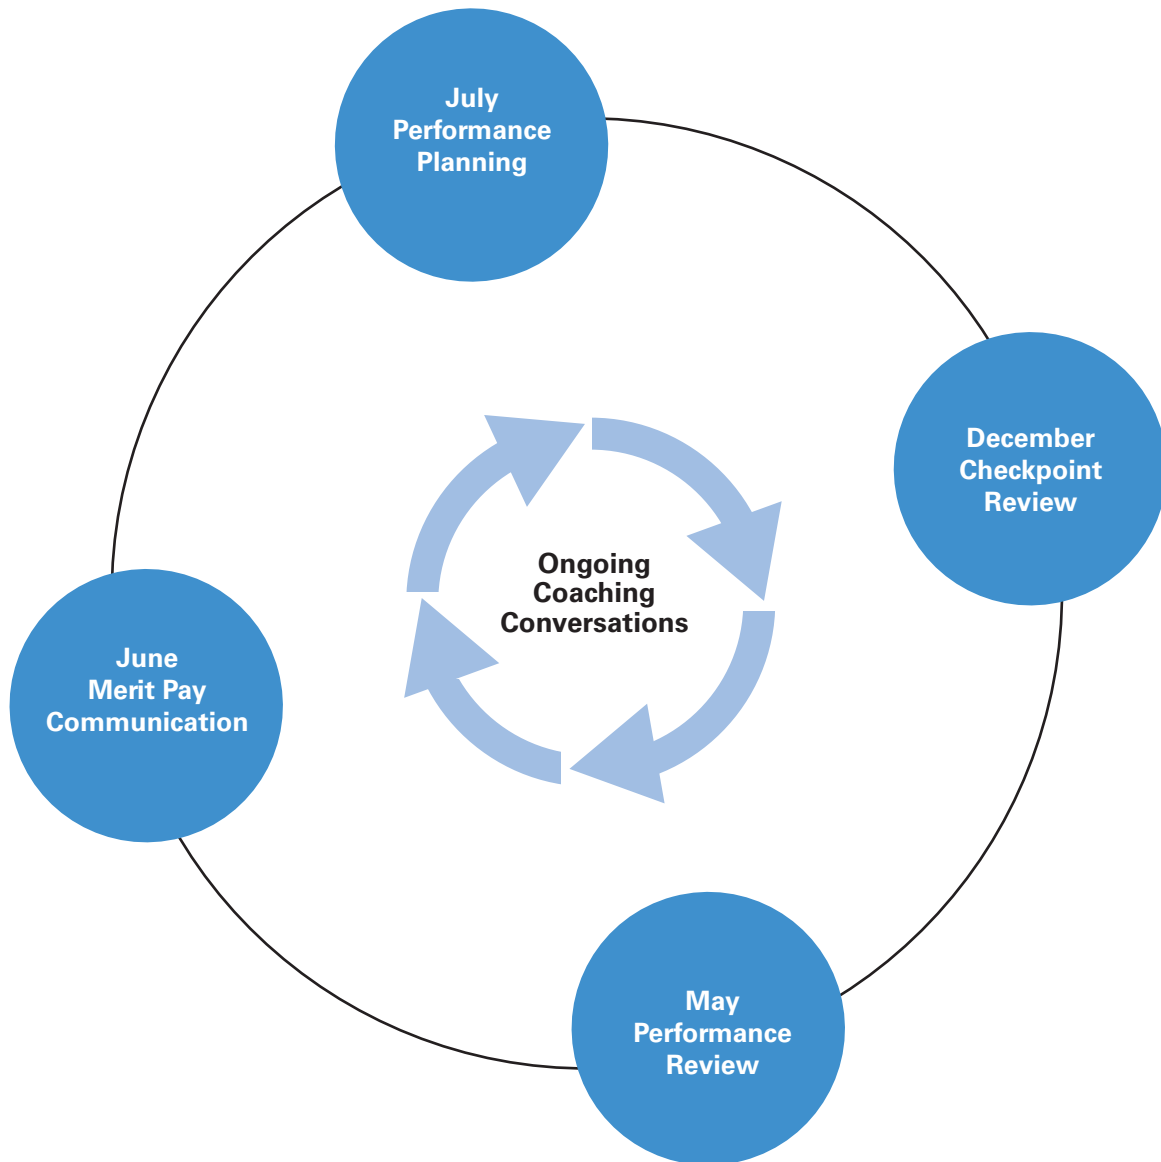 July
Performance
Planning
December
Checkpoint
Review
Ongoing
Coaching
Conversations
June
Merit Pay
Communication
May
Performance
Review